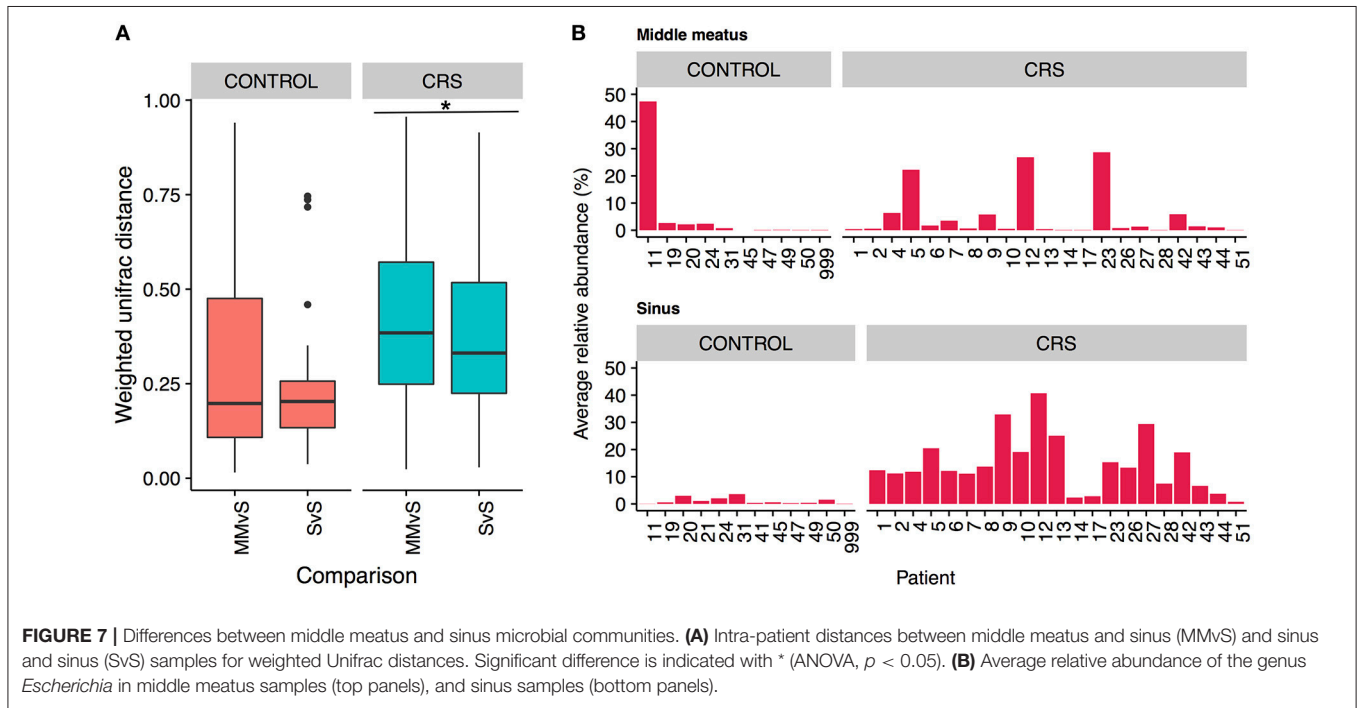 A
CONTROL
CRS
*
1.00
0.75
0.50
0.25
0.00
Weighted unifrac distance
MMvS
SvS
MMvS
SvS
Comparison
B
Middle meatus
CONTROL
CRS
50
40
30
20
10
0
11 19 20 24 31 45 47 49 50 999
1 2 4 5 6 7 8 9 10 12 13 14 17 23 26 27 28 42 43 44 51
Average relative abundance (%)
Sinus
CONTROL
CRS
50
40
30
20
10
0
11 19 20 21 24 31 41 45 47 49 50 999
1 2 4 5 6 7 8 9 10 12 13 14 17 23 26 27 28 42 43 44 51
Patient
FIGURE 7 | Differences between middle meatus and sinus microbial communities. (A) Intra-patient distances between middle meatus and sinus (MMvS) and sinus
and sinus (SvS) samples for weighted Unifrac distances. Significant difference is indicated with * (ANOVA, p < 0.05). (B) Average relative abundance of the genus
Escherichia in middle meatus samples (top panels), and sinus samples (bottom panels).